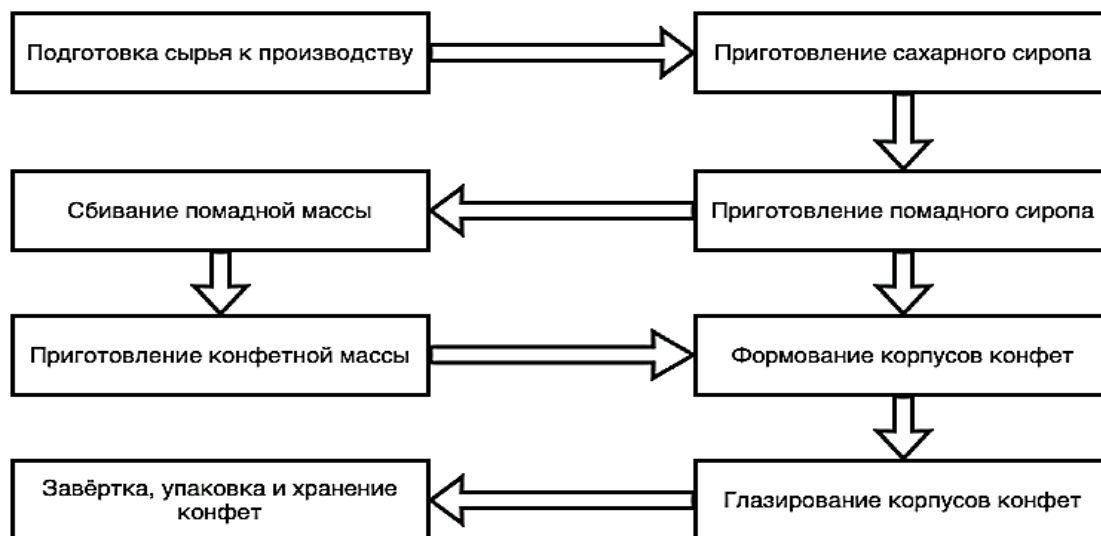 Подготовка сырья к производству
Приготовление сахарного сиропа
Сбивание помадной массы
Приготовление помадного сиропа
Приготовление конфетной массы
Формование корпусов конфет
Завёртка, упаковка и хранение
конфет
Глазирование корпусов конфет